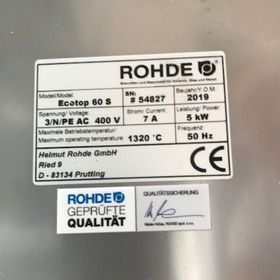 ROHDE
Model/Model: Ecotop 60 S
SN: # 54827
Baujahr/Y.O.M. 2019
Spannung/ Voltage: 3/N/PE AC 400 V
Strom/ Current: 7 A
Leistung/ Power: 5 kW
Maximale Betriebstemperatur/
Maximum operating temperature: 1320 °C
Frequenz: 50 Hz
Helmut Rohde GmbH
Ried 9
D - 83134 Prutting
CE
ROHDE
GEPRÜFTE
QUALITÄT
QUALITÄTSSICHERUNG